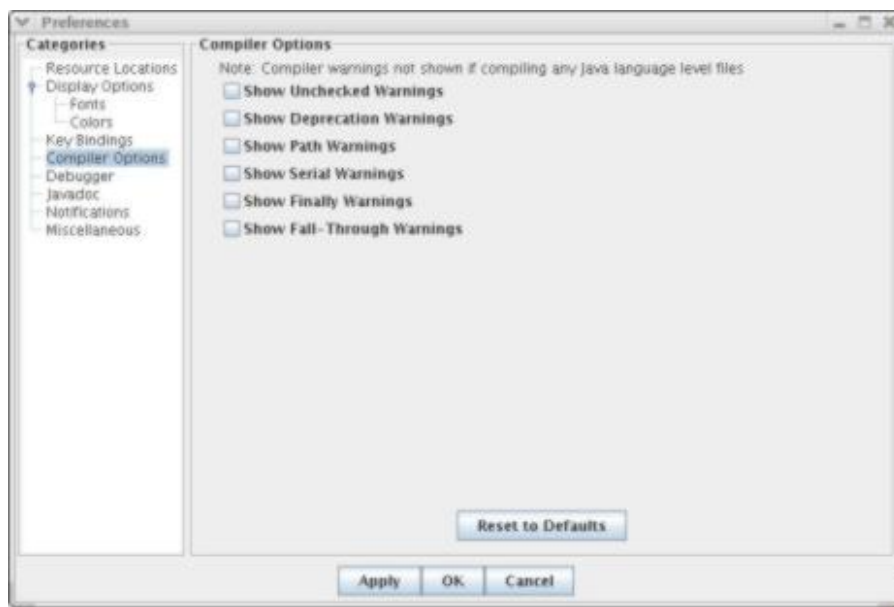 Preferences
Categories
Resource Locations
Display Options
Fonts
Colors
Key Bindings
Compiler Options
Debugger
Javadoc
Notifications
Miscellaneous
Compiler Options
Note: Compiler warnings not shown if compiling any Java language level files
Show Unchecked Warnings
Show Deprecation Warnings
Show Path Warnings
Show Serial Warnings
Show Finally Warnings
Show Fall-Through Warnings
Reset to Defaults
Apply OK Cancel